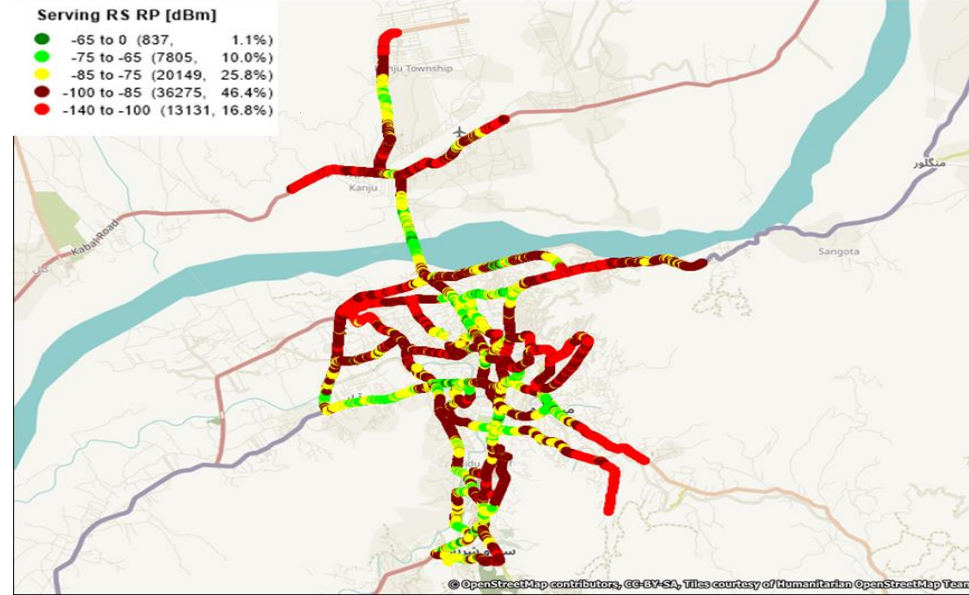 Serving RS RP [dBm]
-65 to 0 (837, 1.1%)
-75 to -65 (7805, 10.0%)
-85 to -75 (20149, 25.8%)
-100 to -85 (36275, 46.4%)
-140 to -100 (13131, 16.8%)
Township
Kanju
منگلور
Kabal Road
Sangota
© OpenStreetMap contributors, CC-BY-SA, Tiles courtesy of Humanitarian OpenStreetMap Team